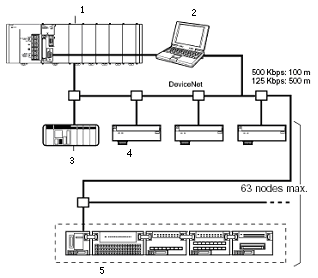 1
2
DeviceNet
500 Kbps: 100 m
125 Kbps: 500 m
3
4
63 nodes max.
5